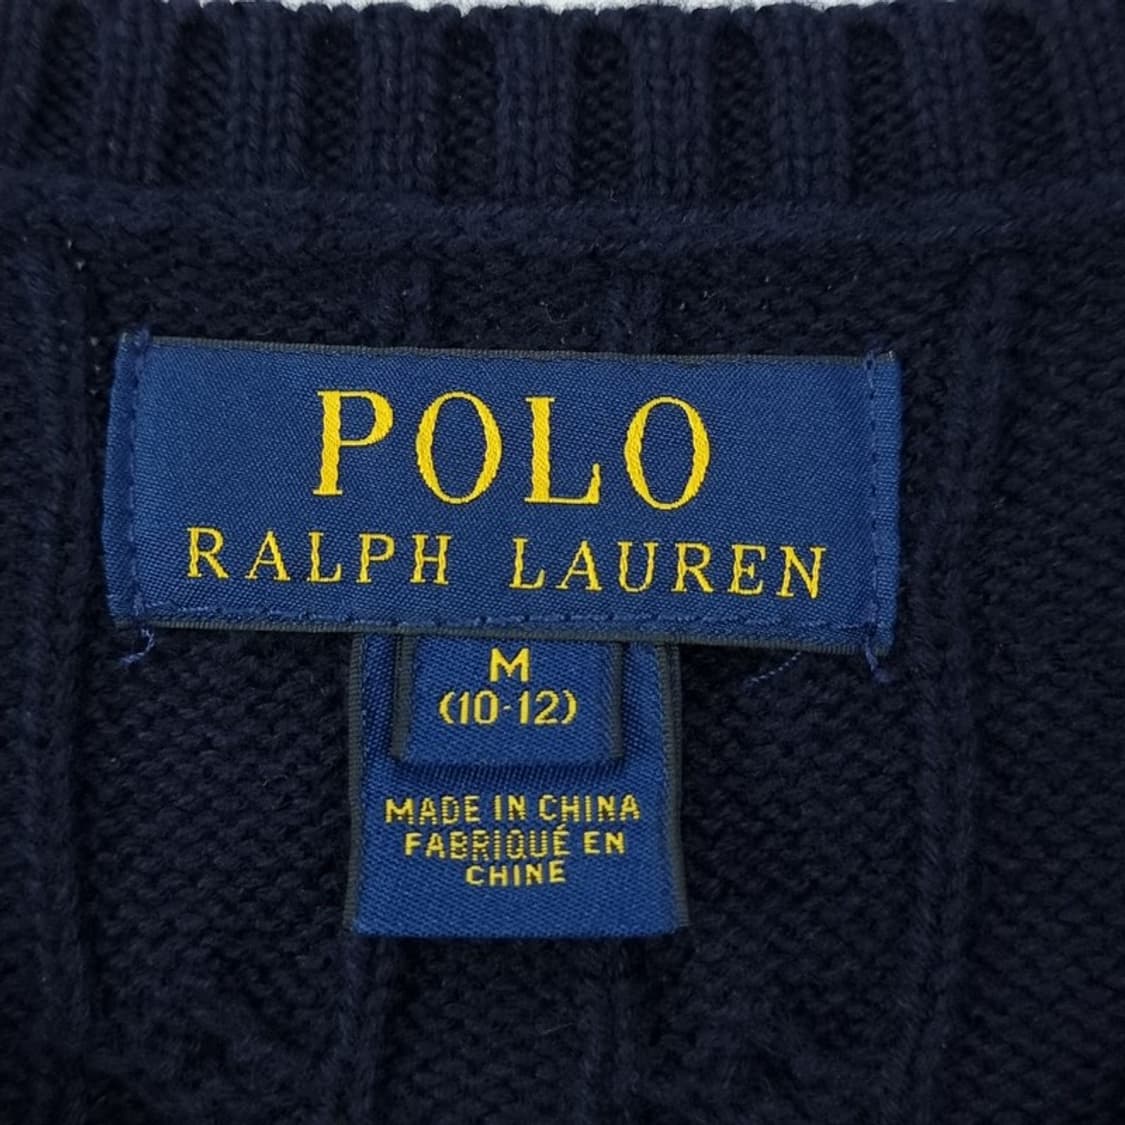 POLO
RALPH LAUREN
M
(10-12)
MADE IN CHINA
FABRIQUÉ EN
CHINE